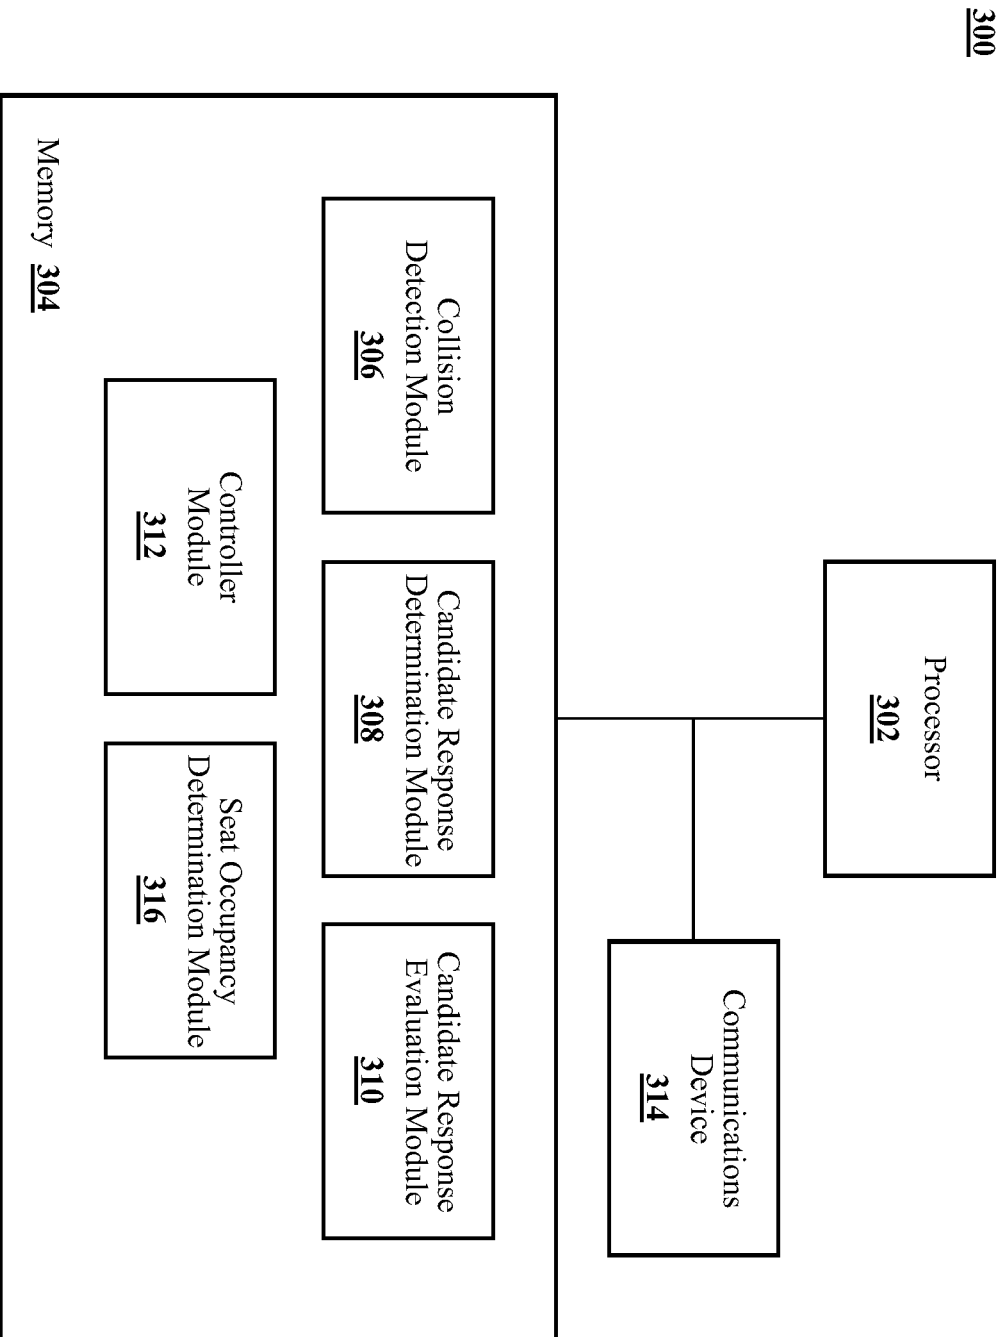 300
Processor
302
Communications
Device
314
Collision
Detection Module
306
Candidate Response
Determination Module
308
Candidate Response
Evaluation Module
310
Controller
Module
312
Seat Occupancy
Determination Module
316
Memory 304